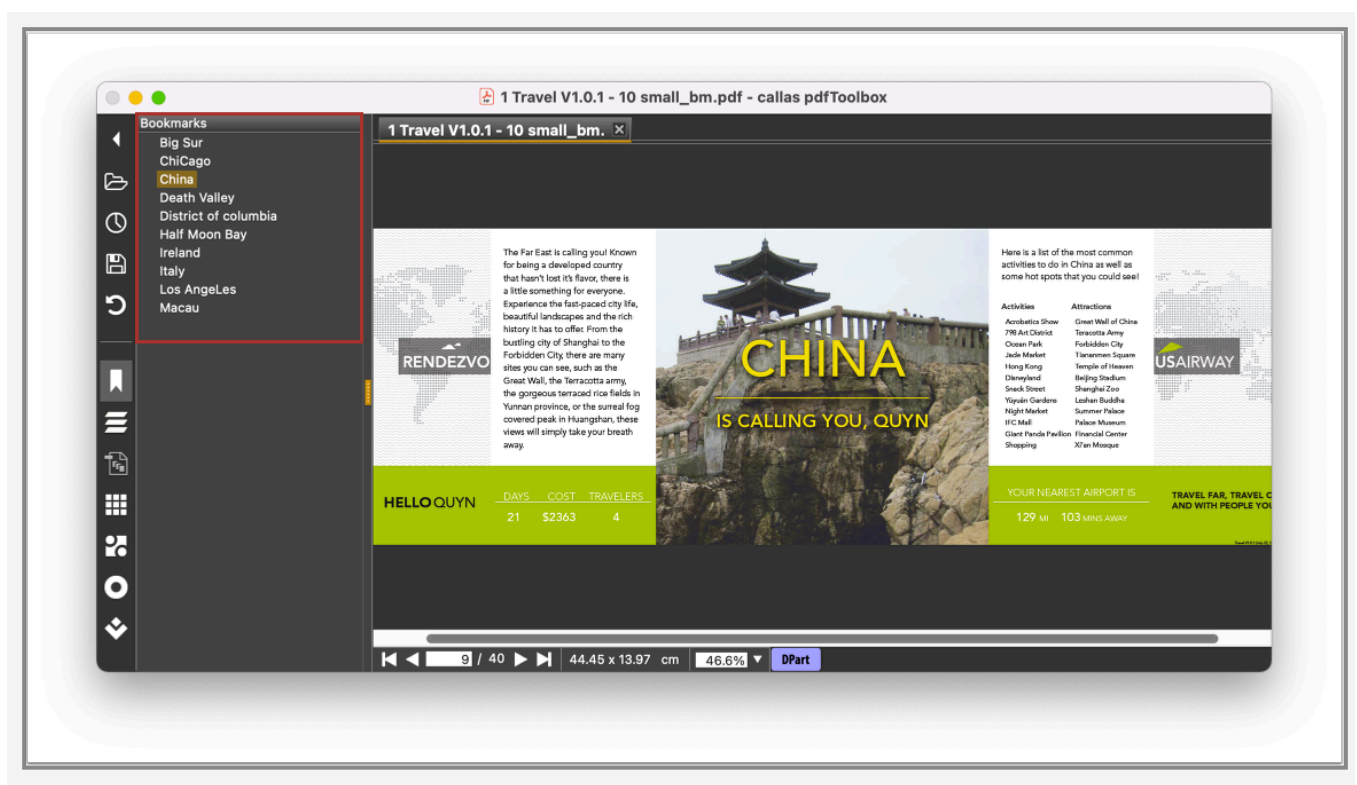 1 Travel V1.0.1 - 10 small_bm.pdf - callas pdfToolbox
Bookmarks
Big Sur
ChiCago
China
Death Valley
District of columbia
Half Moon Bay
Ireland
Italy
Los AngeLes
Macau
1 Travel V1.0.1 - 10 small_bm.
RENDEZVO
The Far East is calling you! Known
for being a developed country
that hasn't lost it's flavor, there is
a little something for everyone.
Experience the fast-paced city life,
beautiful landscapes and the rich
history it has to offer. From the
bustling city of Shanghai to the
Forbidden City, there are many
sites you can see, such as the
Great Wall, the Terracotta army,
the gorgeous terraced rice fields in
Yunnan province, or the surreal fog
covered peak in Huangshan, these
views will simply take your breath
away.
CHINA
IS CALLING YOU, QUYN
Here is a list of the most common
activities to do in China as well as
some hot spots that you could see!
Activities Attractions
Acrobatics Show Great Wall of China
798 Art District Teracotta Army
Ocean Park Forbidden City
Jade Market Tiananmen Square
Hong Kong Temple of Heaven
Disneyland Beijing Stadium
Snack Street Shanghai Zoo
Yuyuán Gardens Leshan Buddha
Night Market Summer Palace
IFC Mall Palace Museum
Giant Panda Pavilion Financial Center
Shopping Xi'an Mosque
USAIRWAY
HELLO QUYN
DAYS COST TRAVELERS
21 $2363 4
YOUR NEAREST AIRPORT IS
129 MI 103 MINS AWAY
TRAVEL FAR, TRAVEL C
AND WITH PEOPLE YOU
9 / 40 44.45 x 13.97 cm 46.6% DPart